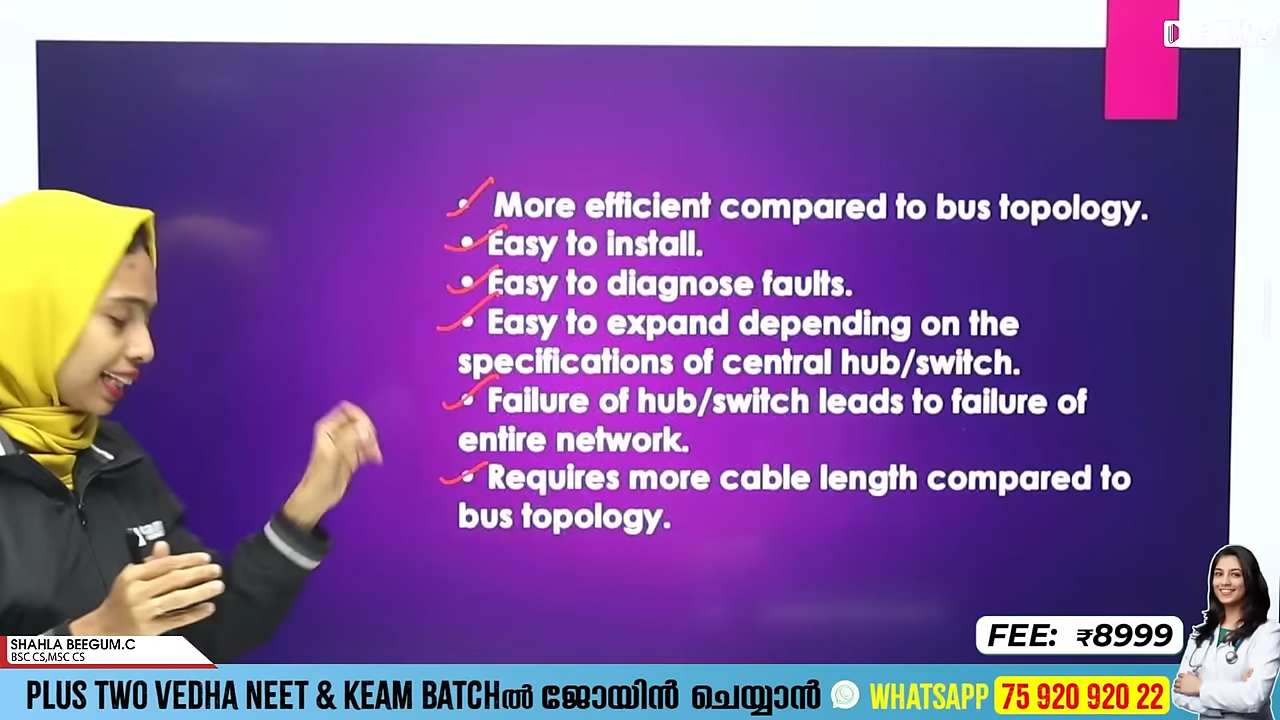 • More efficient compared to bus topology.
• Easy to install.
• Easy to diagnose faults.
• Easy to expand depending on the
specifications of central hub/switch.
• Failure of hub/switch leads to failure of
entire network.
• Requires more cable length compared to
bus topology.
FEE: ₹8999
SHAHLA BEEGUM.C
BSC CS,MSC CS
PLUS TWO VEDHA NEET & KEAM BATCHൽ ജോയിൻ ചെയ്യാൻ WHATSAPP 75 920 920 22